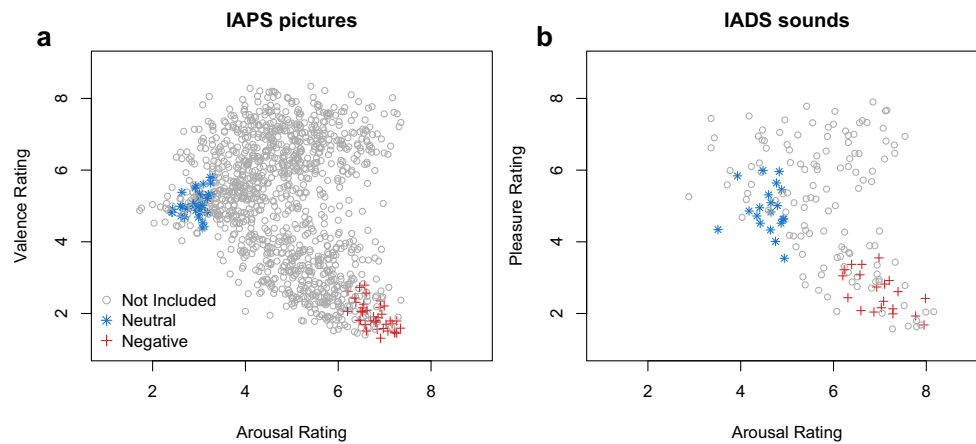 IAPS pictures
IADS sounds
a
b
8
6
4
2
Valence Rating
Not Included
Neutral
Negative
2
4
6
8
Arousal Rating
8
6
4
2
Pleasure Rating
2
4
6
8
Arousal Rating